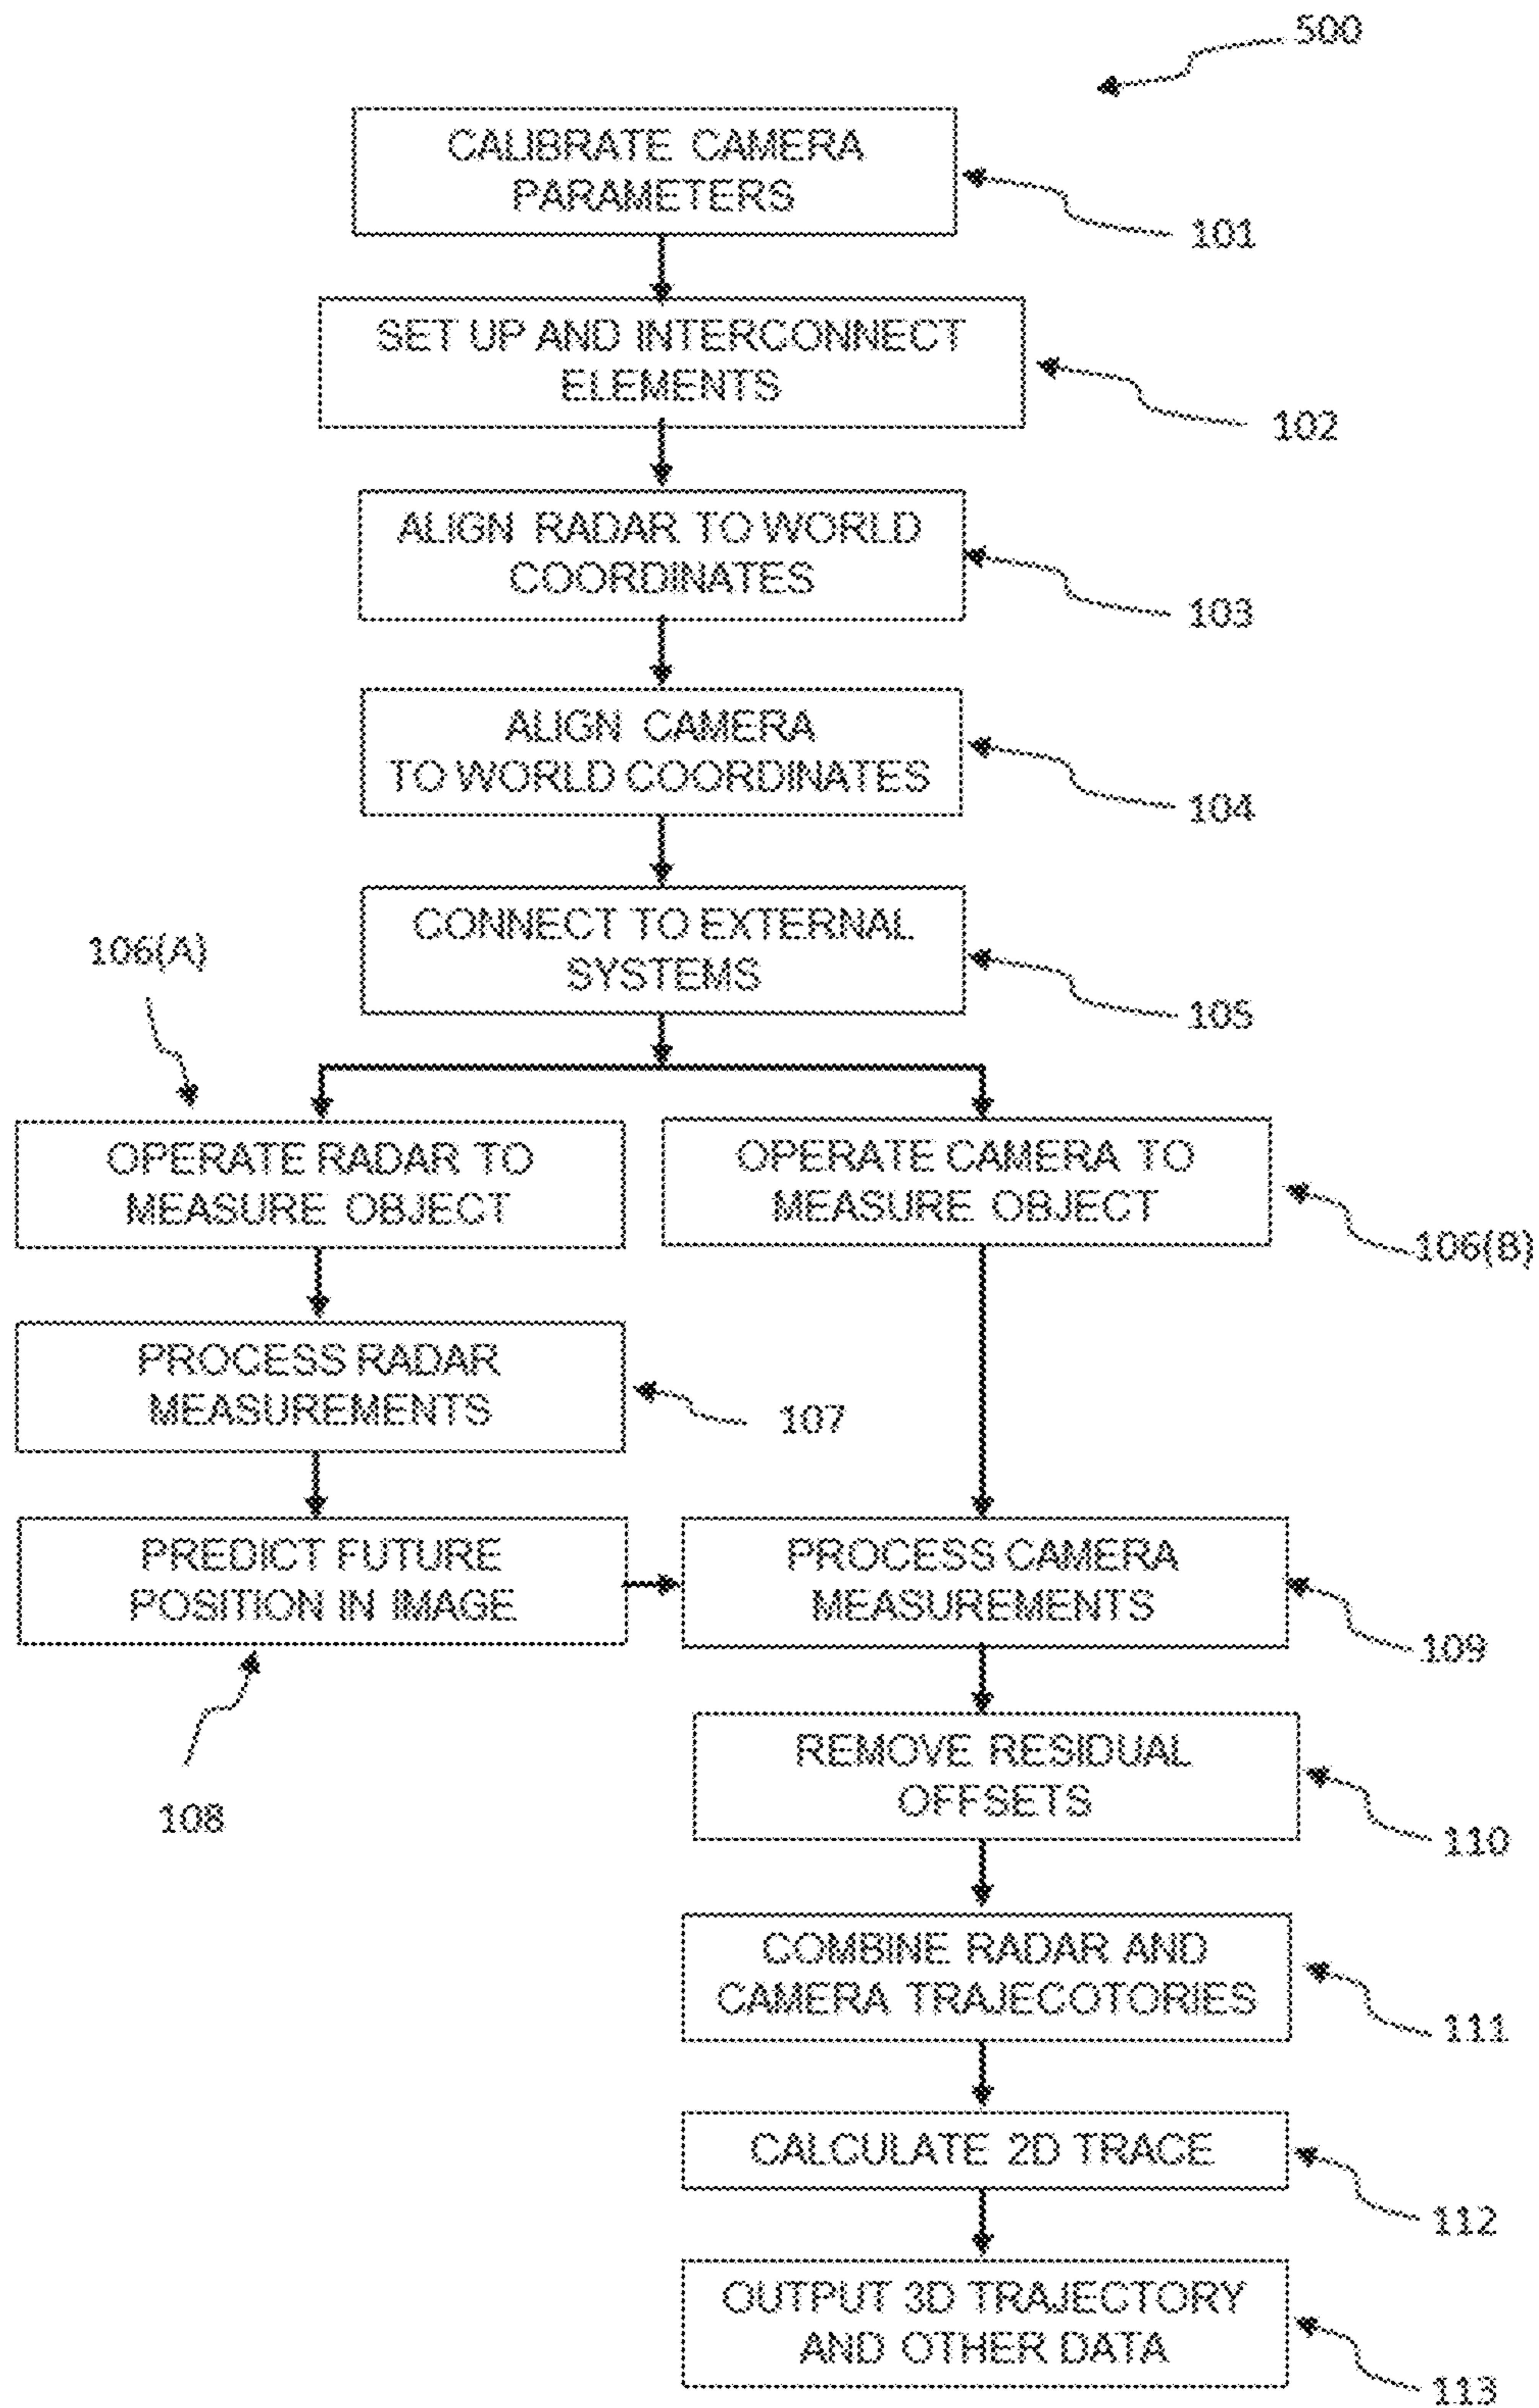 500
CALIBRATE CAMERA
PARAMETERS
101
SET UP AND INTERCONNECT
ELEMENTS
102
ALIGN RADAR TO WORLD
COORDINATES
103
ALIGN CAMERA
TO WORLD COORDINATES
104
CONNECT TO EXTERNAL
SYSTEMS
105
106(A)
OPERATE RADAR TO
MEASURE OBJECT
OPERATE CAMERA TO
MEASURE OBJECT
106(B)
PROCESS RADAR
MEASUREMENTS
107
PREDICT FUTURE
POSITION IN IMAGE
108
PROCESS CAMERA
MEASUREMENTS
109
REMOVE RESIDUAL
OFFSETS
110
COMBINE RADAR AND
CAMERA TRAJECOTORIES
111
CALCULATE 2D TRACE
112
OUTPUT 3D TRAJECTORY
AND OTHER DATA
113